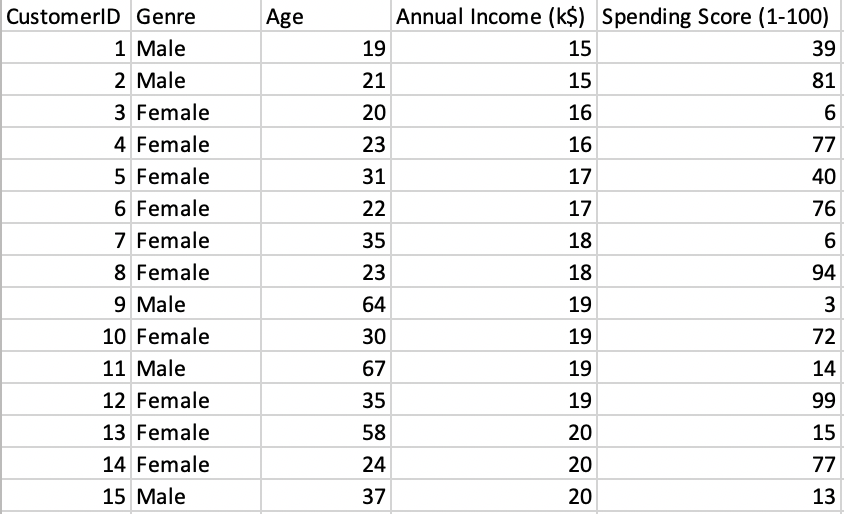 CustomerID Genre Age Annual Income (k$) Spending Score (1-100)
1 Male 19 15 39
2 Male 21 15 81
3 Female 20 16 6
4 Female 23 16 77
5 Female 31 17 40
6 Female 22 17 76
7 Female 35 18 6
8 Female 23 18 94
9 Male 64 19 3
10 Female 30 19 72
11 Male 67 19 14
12 Female 35 19 99
13 Female 58 20 15
14 Female 24 20 77
15 Male 37 20 13